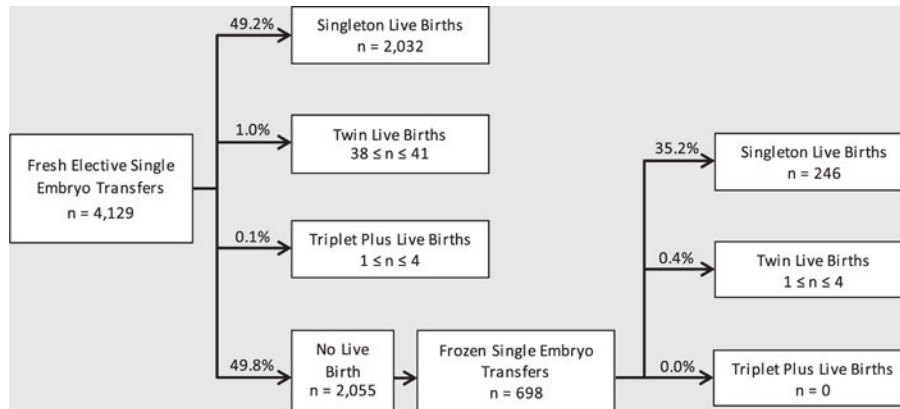 49.2%
Singleton Live Births
n = 2,032
1.0%
Twin Live Births
38 ≤ n ≤ 41
Fresh Elective Single
Embryo Transfers
n = 4,129
0.1%
Triplet Plus Live Births
1 ≤ n ≤ 4
49.8%
No Live
Birth
n = 2,055
Frozen Single Embryo
Transfers
n = 698
35.2%
Singleton Live Births
n = 246
0.4%
Twin Live Births
1 ≤ n ≤ 4
0.0%
Triplet Plus Live Births
n = 0